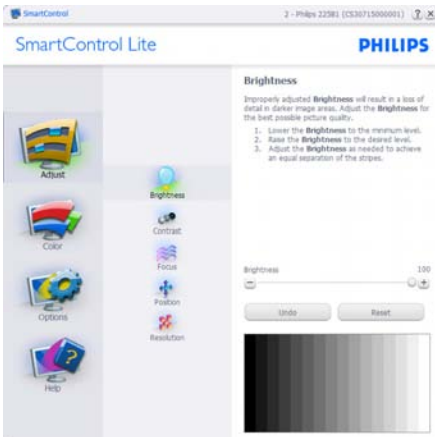 SmartControl
2 - Philips 225B1 (CS30715000001)
SmartControl Lite
PHILIPS
Adjust
Color
Options
Help
Brightness
Contrast
Focus
Position
Resolution
Brightness
Improperly adjusted Brightness will result in a loss of
detail in darker image areas. Adjust the Brightness for
the best possible picture quality.
1. Lower the Brightness to the minimum level.
2. Raise the Brightness to the desired level.
3. Adjust the Brightness as needed to achieve
an equal separation of the stripes.
Brightness 100
Undo Reset